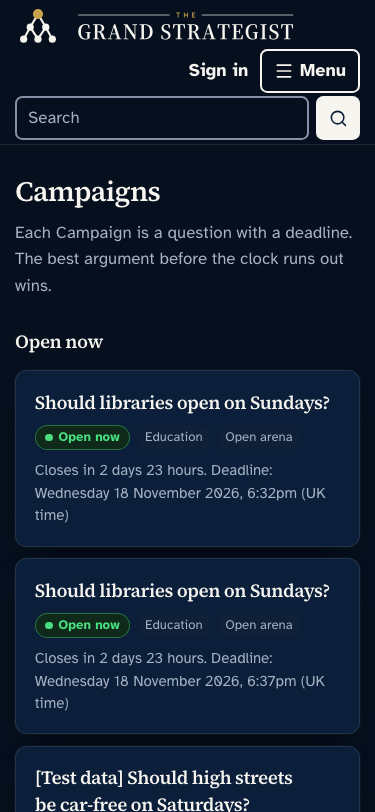 THE
GRAND STRATEGIST
Sign in
Menu
Search
Campaigns
Each Campaign is a question with a deadline.
The best argument before the clock runs out
wins.
Open now
Should libraries open on Sundays?
Open now Education Open arena
Closes in 2 days 23 hours. Deadline:
Wednesday 18 November 2026, 6:32pm (UK
time)
Should libraries open on Sundays?
Open now Education Open arena
Closes in 2 days 23 hours. Deadline:
Wednesday 18 November 2026, 6:37pm (UK
time)
[Test data] Should high streets
be car-free on Saturdays?